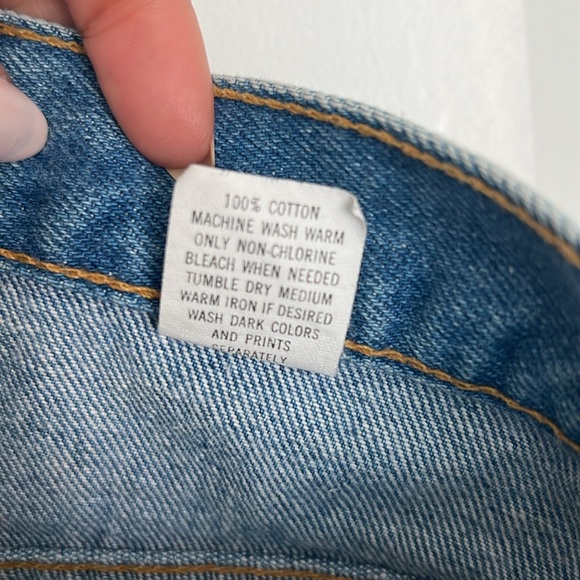 100% COTTON
MACHINE WASH WARM
ONLY NON-CHLORINE
BLEACH WHEN NEEDED
TUMBLE DRY MEDIUM
WARM IRON IF DESIRED
WASH DARK COLORS
AND PRINTS
SEPARATELY